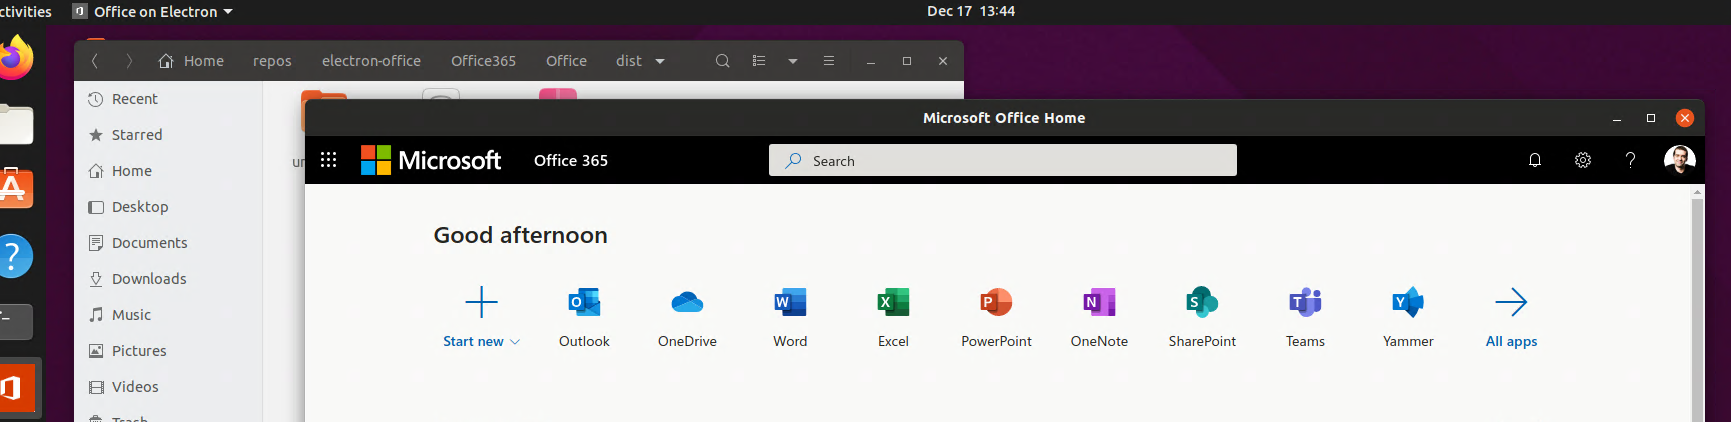 ctivities Office on Electron Dec 17 13:44
Home repos electron-office Office365 Office dist
Recent
Starred
Home
Desktop
Documents
Downloads
Music
Pictures
Videos
Trash
un
Microsoft Office Home
Microsoft Office 365 Search
Good afternoon
Start new Outlook OneDrive Word Excel PowerPoint OneNote SharePoint Teams Yammer All apps